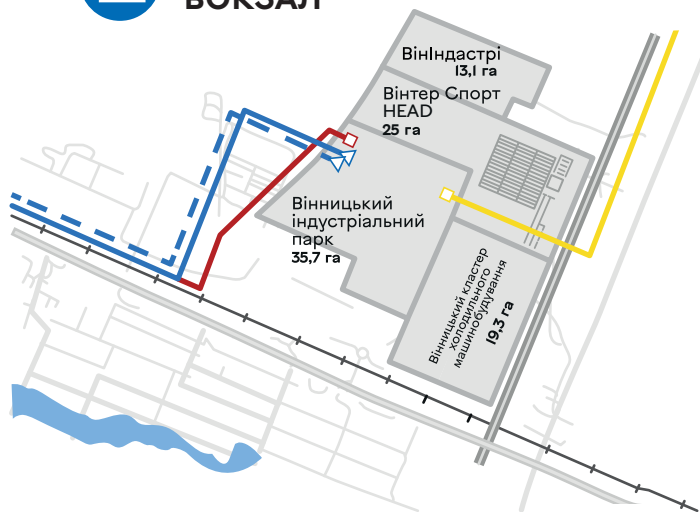 ВОКЗАЛ
ВінІндастрі
13,1 га
Вінтер Спорт
HEAD
25 га
Вінницький
індустріальний
парк
35,7 га
Вінницький кластер
холодильного
машинобудування
19,3 га